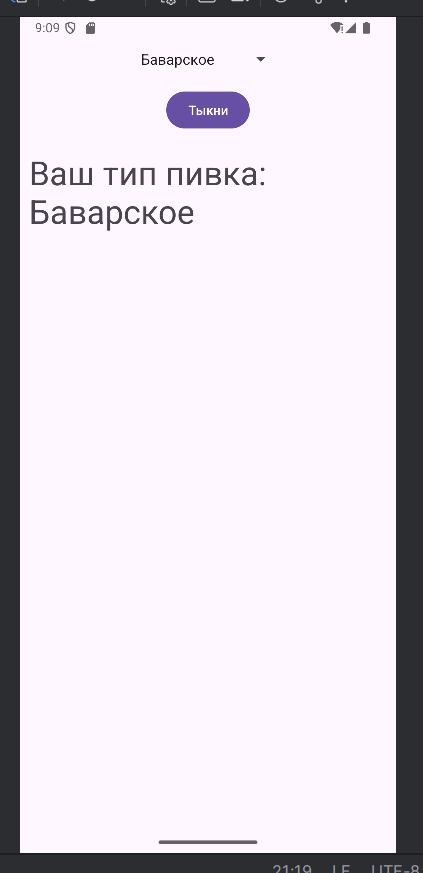 9:09
Баварское
Тыкни
Ваш тип пивка:
Баварское
21:19 LF UTF-8